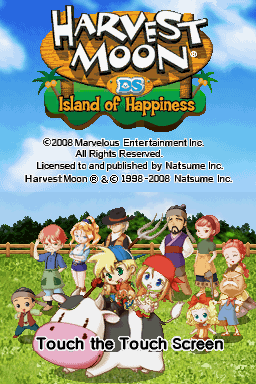 HARVEST
MOON®
DS
Island of Happiness
©2008 Marvelous Entertainment Inc.
All Rights Reserved.
Licensed to and published by Natsume Inc.
Harvest Moon ® & © 1998-2008 Natsume Inc.
Touch the Touch Screen